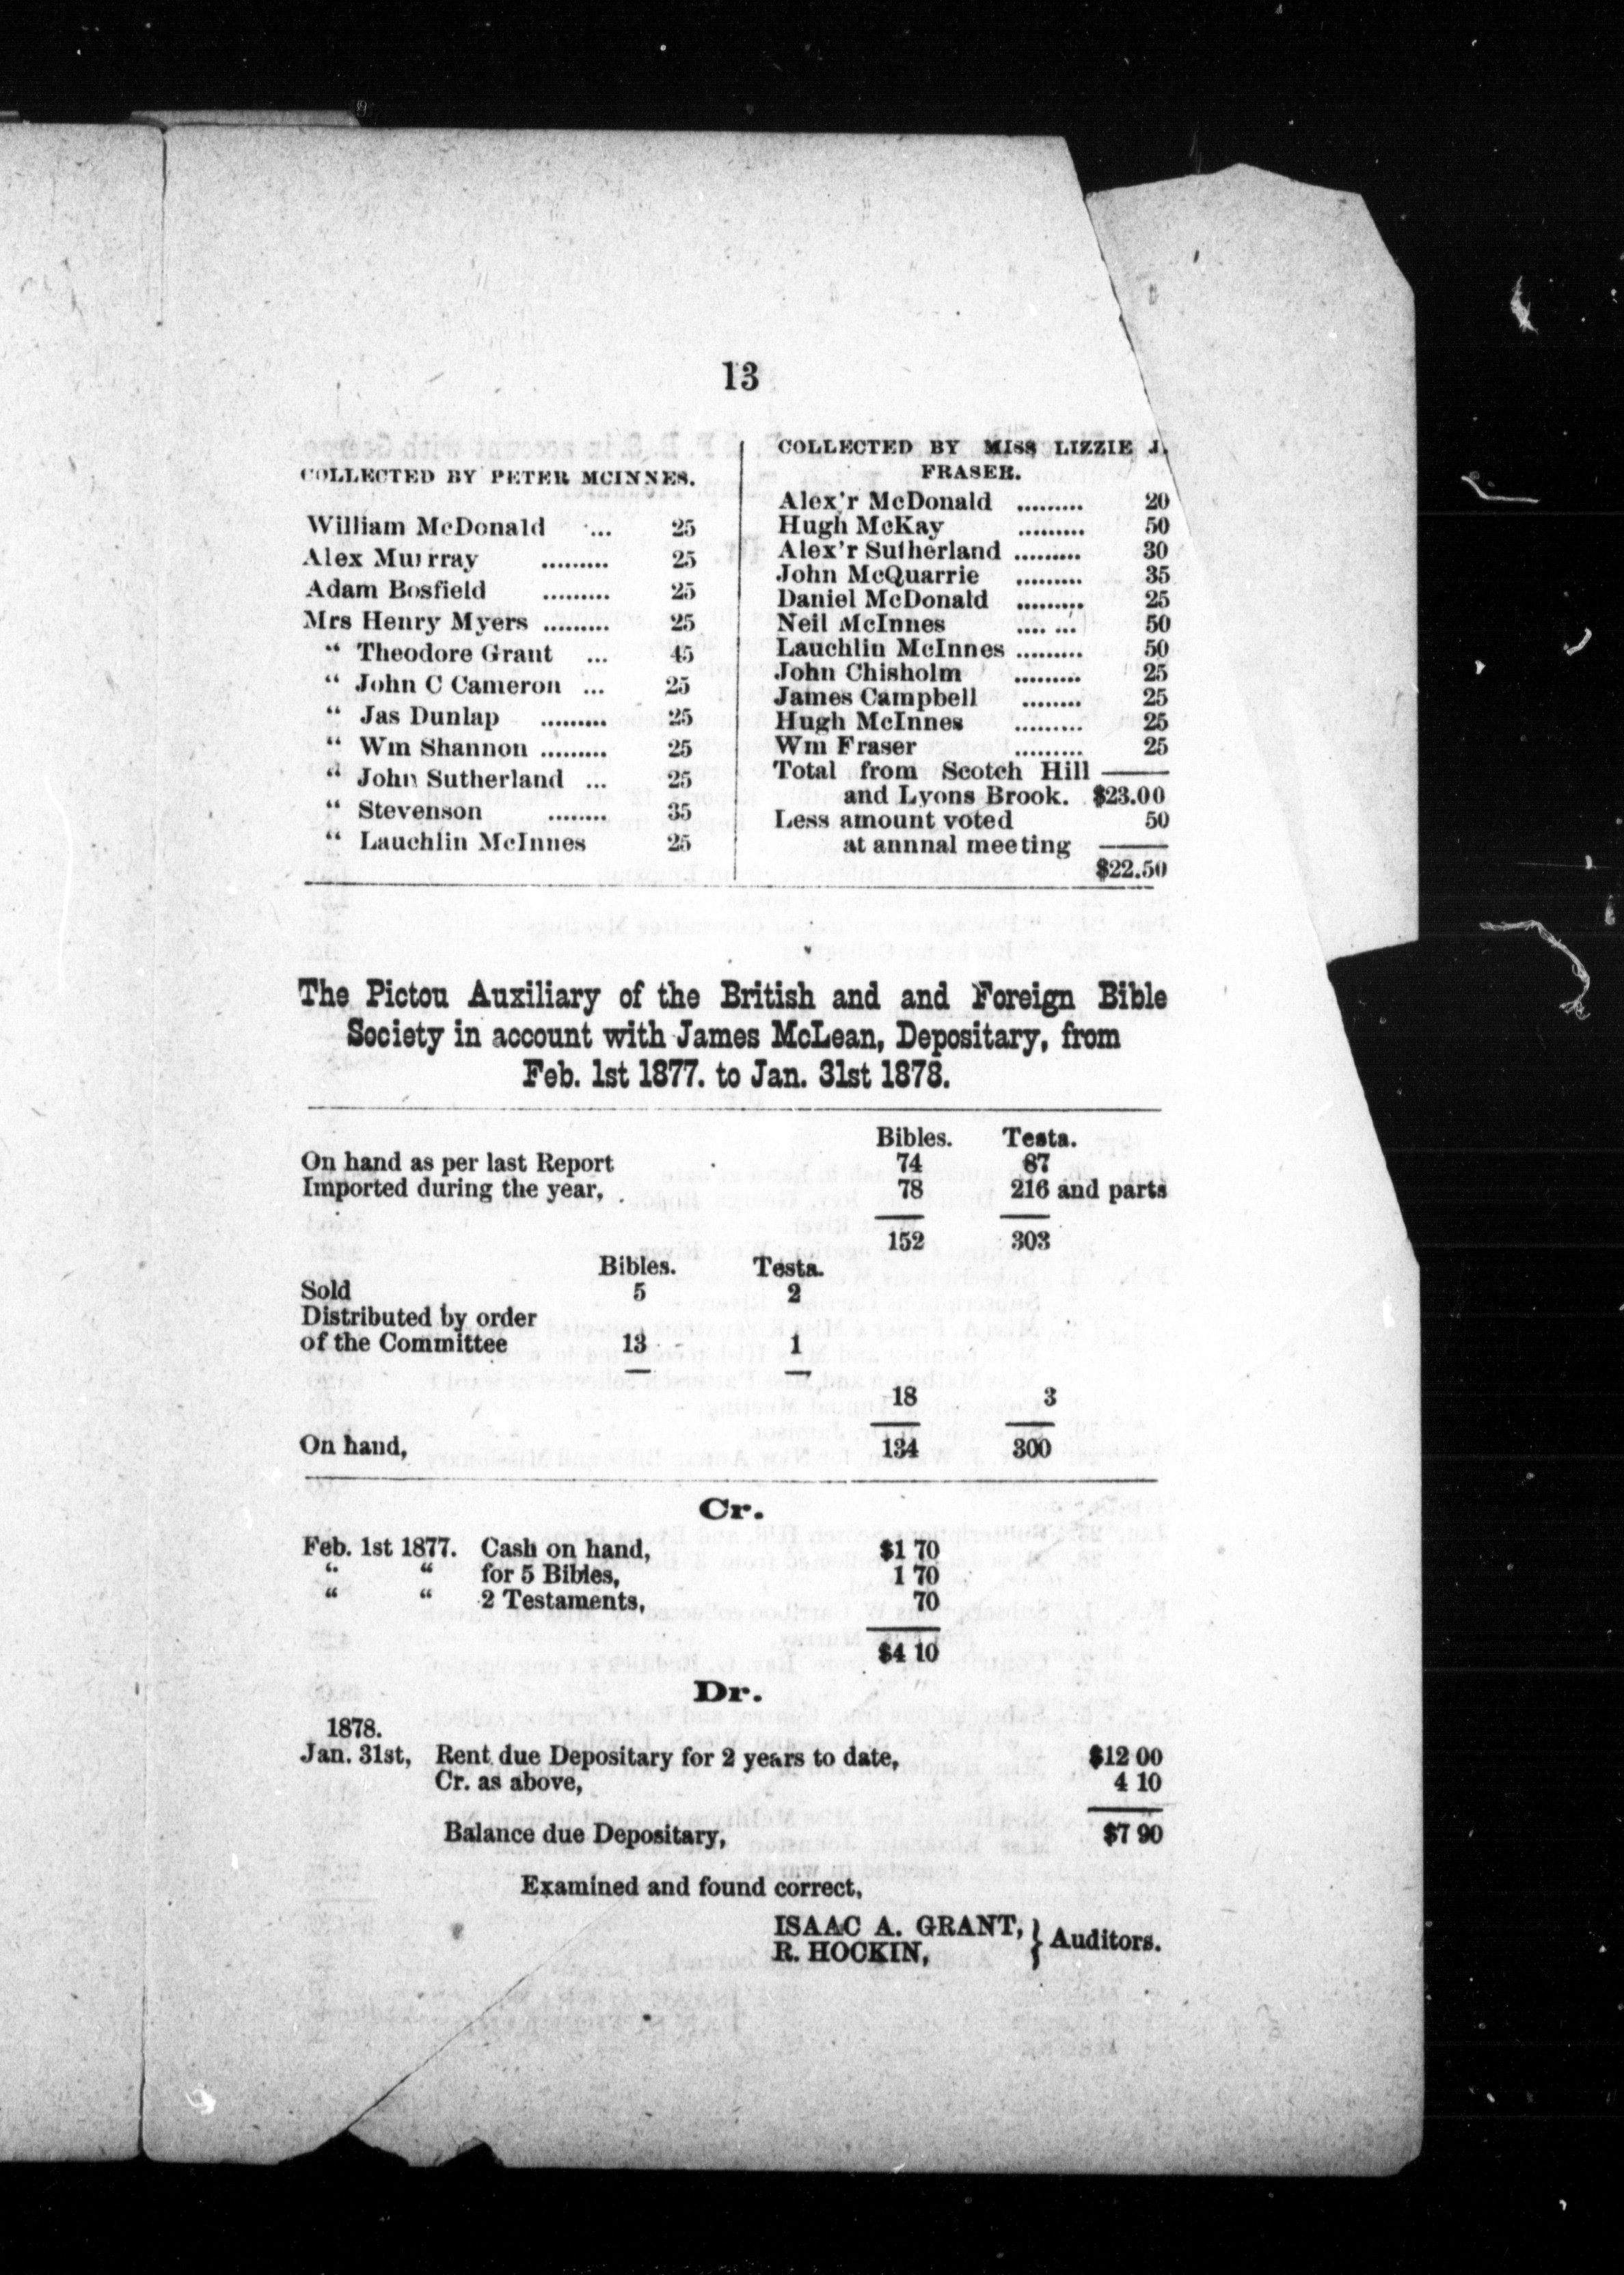 13
COLLECTED BY PETER MCINNES.
William McDonald ... 25
Alex Murray ......... 25
Adam Bosfield ......... 25
Mrs Henry Myers ......... 25
“ Theodore Grant ... 45
“ John C Cameron ... 25
“ Jas Dunlap ......... 25
“ Wm Shannon ......... 25
“ John Sutherland ... 25
“ Stevenson ........ 35
“ Lauchlin McInnes 25
COLLECTED BY MISS LIZZIE J.
FRASER.
Alex'r McDonald ......... 20
Hugh McKay ......... 50
Alex'r Sutherland ......... 30
John McQuarrie ......... 35
Daniel McDonald ......... 25
Neil McInnes .... ... 50
Lauchlin McInnes ......... 50
John Chisholm ......... 25
James Campbell ........ 25
Hugh McInnes ......... 25
Wm Fraser ......... 25
Total from Scotch Hill
and Lyons Brook. $23.00
Less amount voted 50
at annnal meeting
$22.50
The Pictou Auxiliary of the British and and Foreign Bible
Society in account with James McLean, Depositary, from
Feb. 1st 1877. to Jan. 31st 1878.
Bibles. Testa.
On hand as per last Report 74 87
Imported during the year, 78 216 and parts
152 303
Bibles. Testa.
Sold 5 2
Distributed by order
of the Committee 13 1
18 3
On hand, 134 300
Cr.
Feb. 1st 1877. Cash on hand, $1 70
“ “ for 5 Bibles, 1 70
“ “ 2 Testaments, 70
$4 10
Dr.
1878.
Jan. 31st, Rent due Depositary for 2 years to date, $12 00
Cr. as above, 4 10
Balance due Depositary, $7 90
Examined and found correct,
ISAAC A. GRANT, } Auditors.
R. HOCKIN,